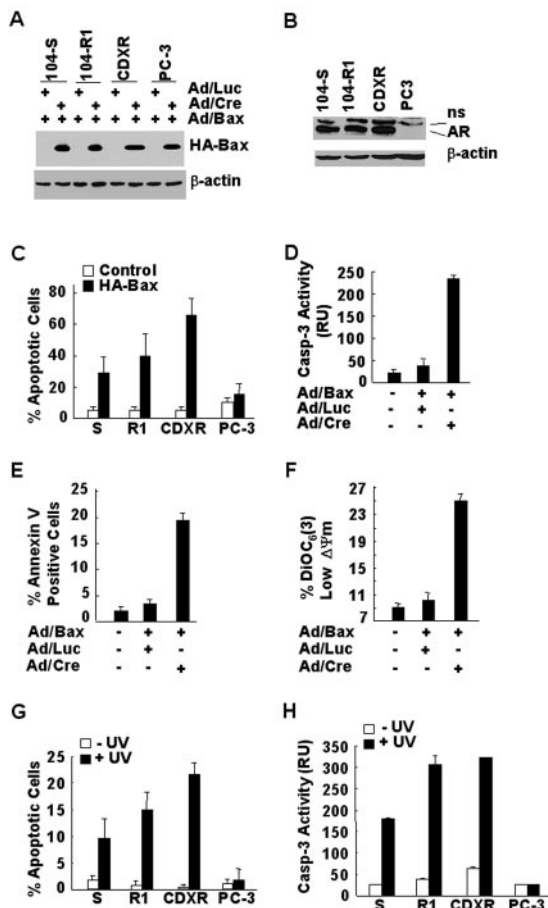 A
104-S
104-R1
CDXR
PC-3
+ + + + Ad/Luc
+ + + + Ad/Cre
+ + + + + + + + Ad/Bax
HA-Bax
β-actin
B
104-S
104-R1
CDXR
PC3
ns
AR
β-actin
C
Control
HA-Bax
% Apoptotic Cells
80
60
40
20
0
S R1 CDXR PC-3
D
Casp-3 Activity
(RU)
250
200
150
100
50
0
Ad/Bax - + +
Ad/Luc - +
Ad/Cre +
E
% Annexin V
Positive Cells
25
20
15
10
5
0
Ad/Bax - + +
Ad/Luc - +
Ad/Cre - +
F
% DiOC6(3)
Low ΔΨm
27
23
19
15
11
7
Ad/Bax - + +
Ad/Luc - +
Ad/Cre - +
G
- UV
+ UV
% Apoptotic Cells
25
20
15
10
5
0
S R1 CDXR PC-3
H
- UV
+ UV
Casp-3 Activity (RU)
350
300
250
200
150
100
50
0
S R1 CDXR PC-3